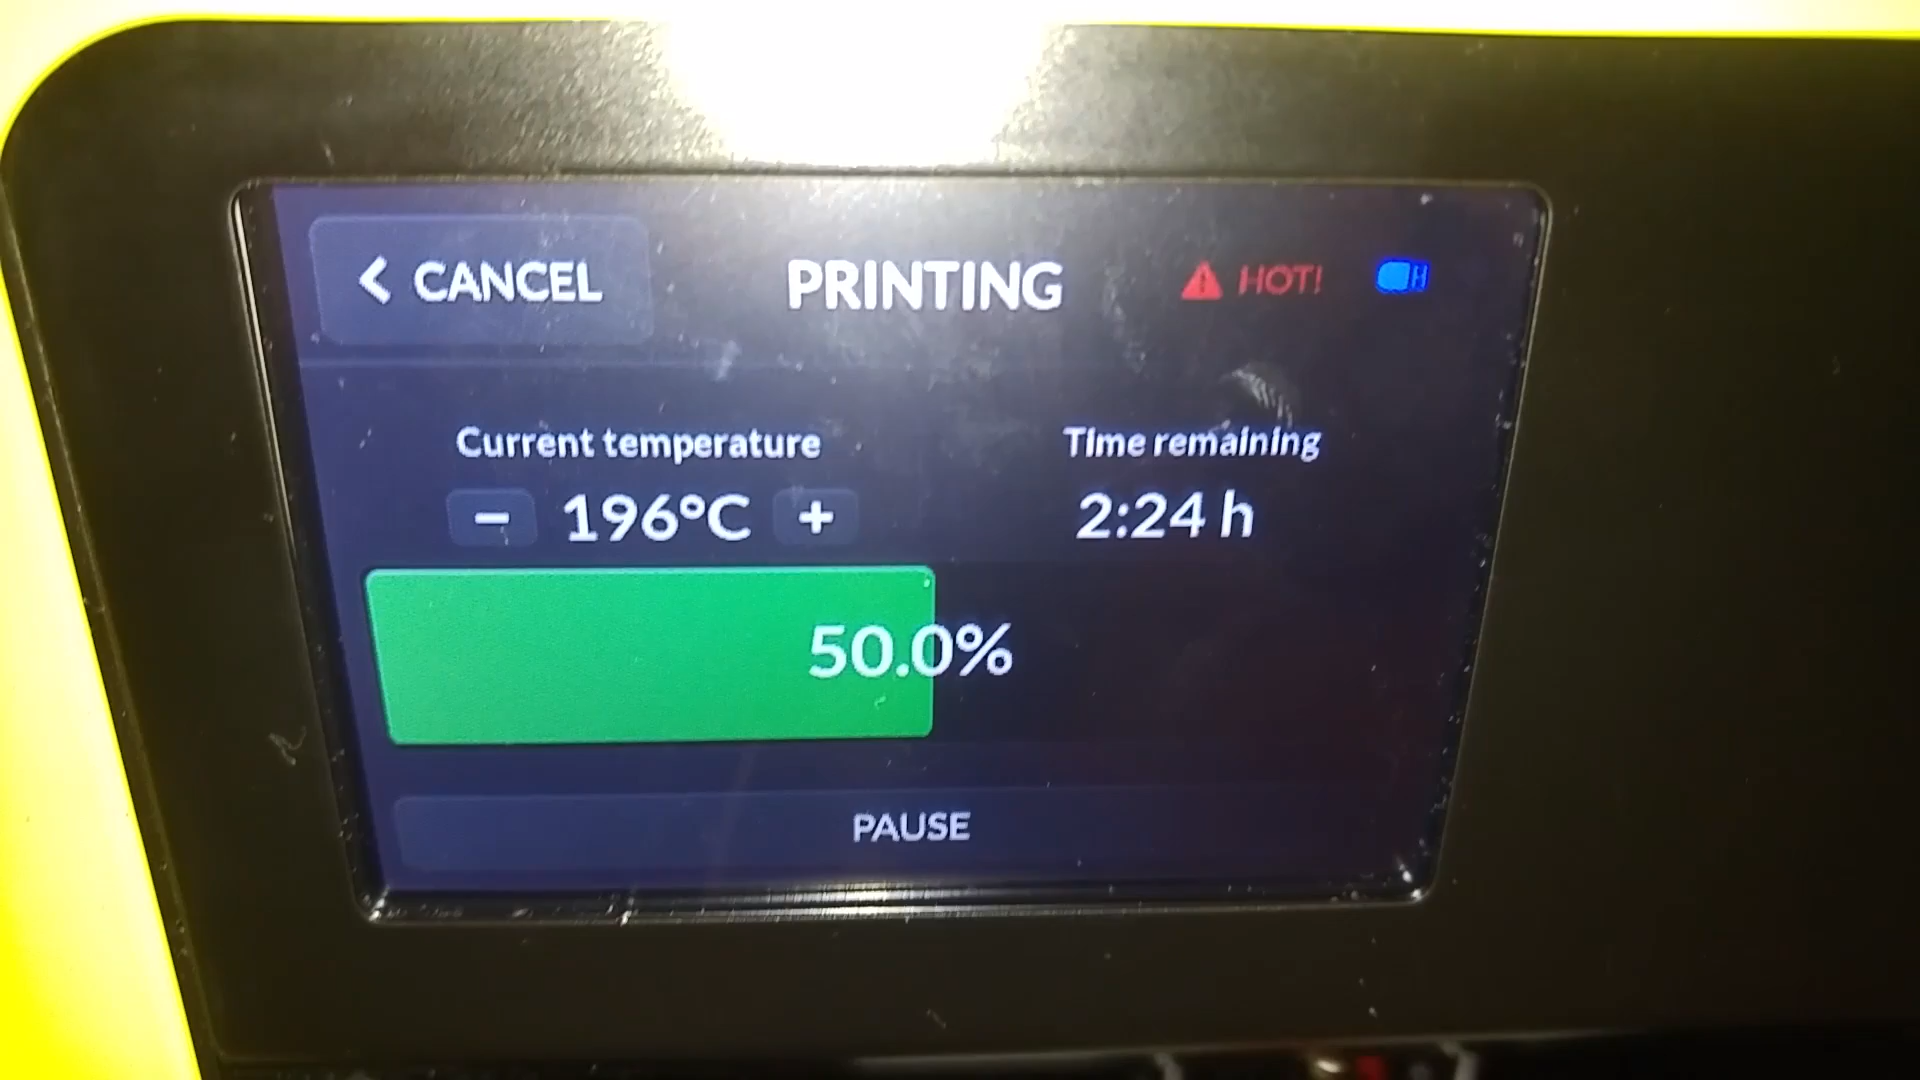 CANCEL
PRINTING
HOT!
Current temperature
Time remaining
− 196°C +
2:24 h
50.0%
PAUSE